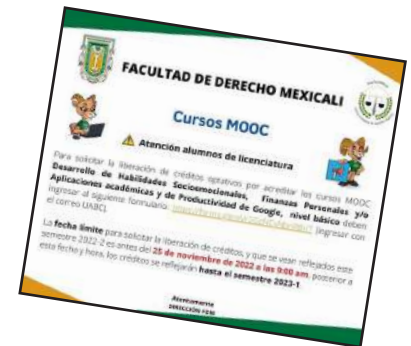 FACULTAD DE DERECHO MEXICALI
Cursos MOOC
Atención alumnos de licenciatura
Para solicitar la liberación de créditos optativos por acreditar los cursos MOOC
Desarrollo de Habilidades Socioemocionales, Finanzas Personales y/o
Aplicaciones académicas y de Productividad de Google, nivel básico deben
ingresar al siguiente formulario: (ingresar con
el correo UABC).
La fecha límite para solicitar la liberación de créditos, y que se vean reflejados este
semestre 2022-2 es antes del 25 de noviembre de 2022 a las 9:00 am, posterior a
esta fecha y hora, los créditos se reflejarán hasta el semestre 2023-1.
Atentamente
DIRECCIÓN FDM